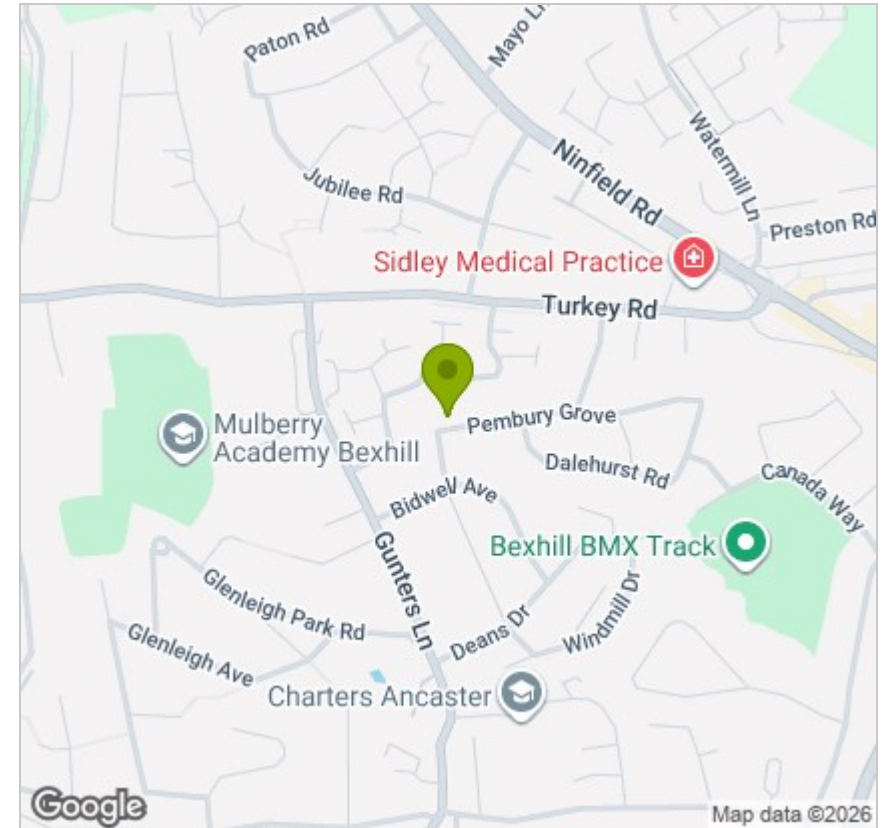 Paton Rd
Mayo Ln
Watermill Ln
Ninfield Rd
Jubilee Rd
Preston Rd
Sidley Medical Practice
Turkey Rd
Mulberry
Academy Bexhill
Pembury Grove
Dalehurst Rd
Canada Way
Bidwell Ave
Bexhill BMX Track
Gunters Ln
Glenleigh Park Rd
Glenleigh Ave
Deans Dr
Windmill Dr
Charters Ancaster
Google
Map data ©2026